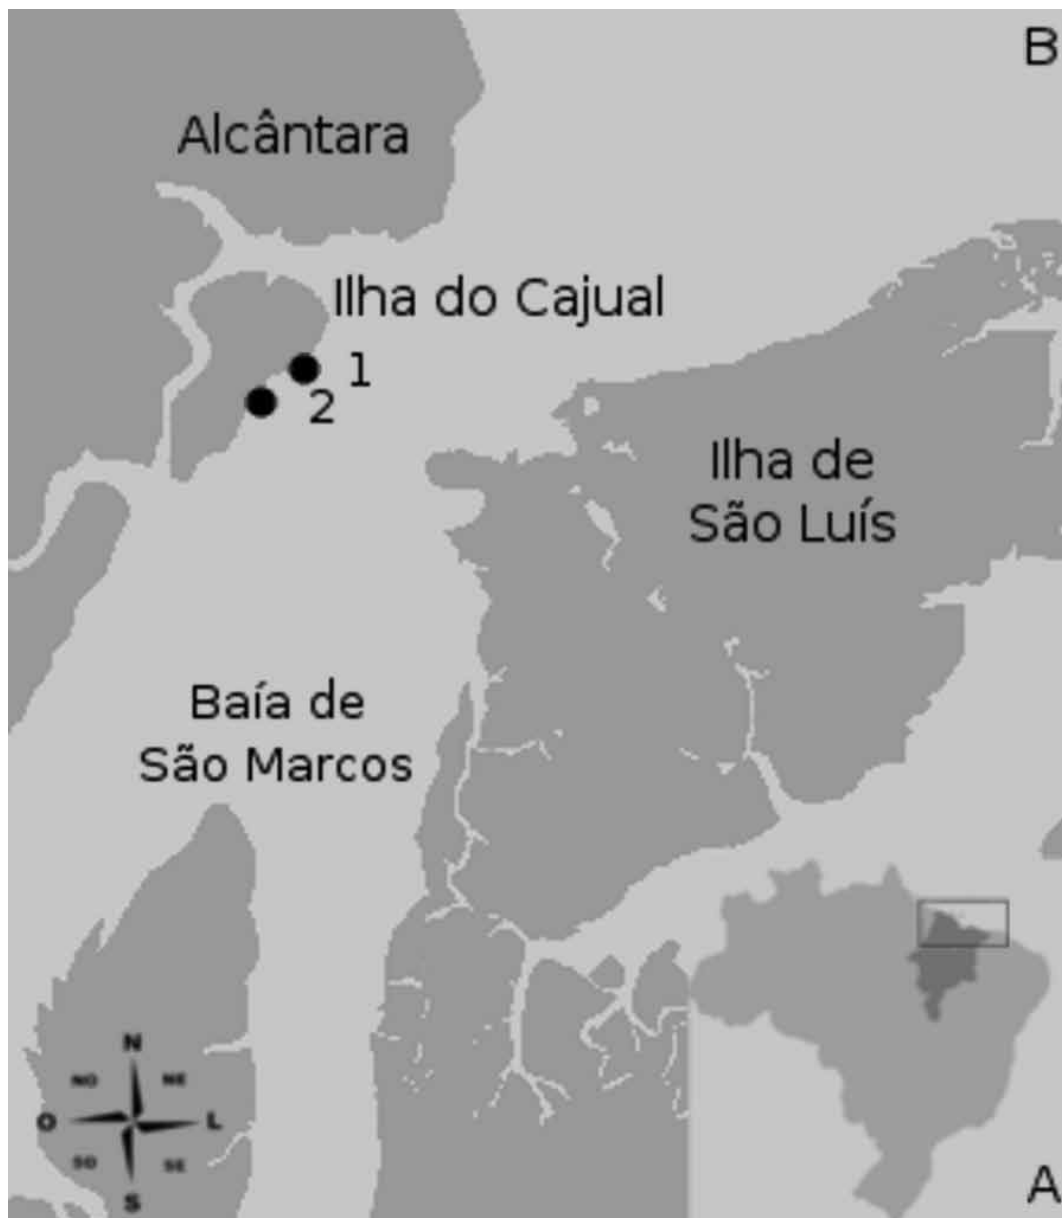 B
Alcântara
Ilha do Cajual
1
2
Ilha de
São Luís
Baía de
São Marcos
N
NO NE
O L
SO SE
S
A